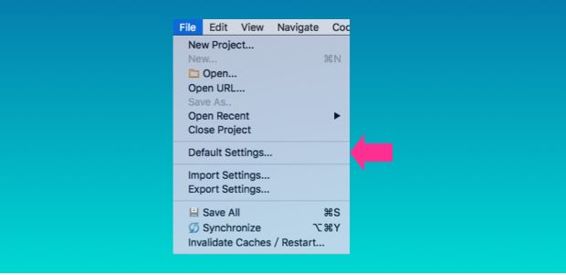 File Edit View Navigate
New Project...
New... ⌘N
Open...
Open URL...
Save As..
Open Recent ▶
Close Project
Default Settings...
Import Settings...
Export Settings...
Save All ⌘S
Synchronize ⌥⌘Y
Invalidate Caches / Restart...